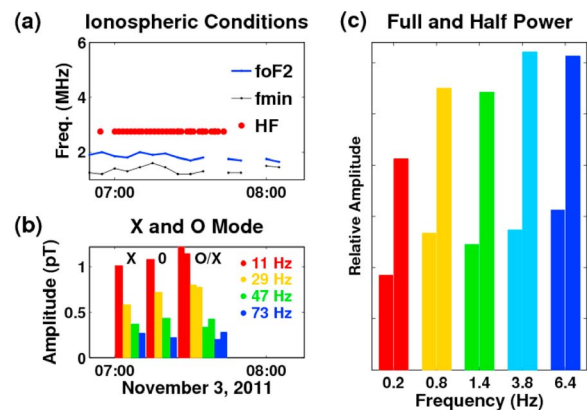 (a) Ionospheric Conditions
6
4
2
Freq. (MHz)
foF2
fmin
HF
07:00 08:00
(b) X and O Mode
1
0.5
0
Amplitude (pT)
X 0 O/X
11 Hz
29 Hz
47 Hz
73 Hz
07:00 08:00
November 3, 2011
(c) Full and Half Power
Relative Amplitude
0.2 0.8 1.4 3.8 6.4
Frequency (Hz)